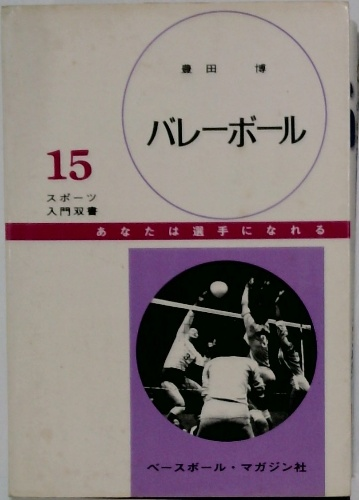 豊田 博
バレーボール
15
スポーツ
入門双書
あなたは選手になれる
ベースボール・マガジン社